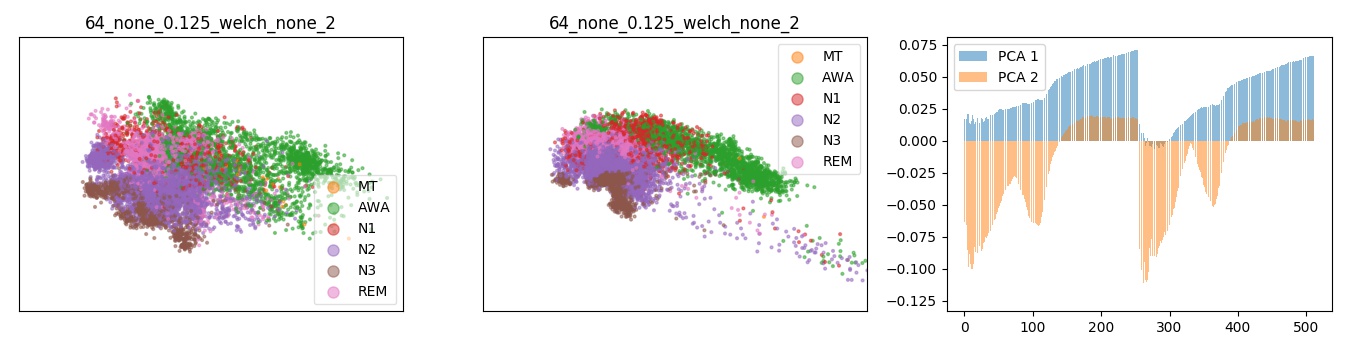 64_none_0.125_welch_none_2
MT
AWA
N1
N2
N3
REM
64_none_0.125_welch_none_2
MT
AWA
N1
N2
N3
REM
PCA 1
PCA 2
0.075
0.050
0.025
0.000
−0.025
−0.050
−0.075
−0.100
−0.125
0
100
200
300
400
500